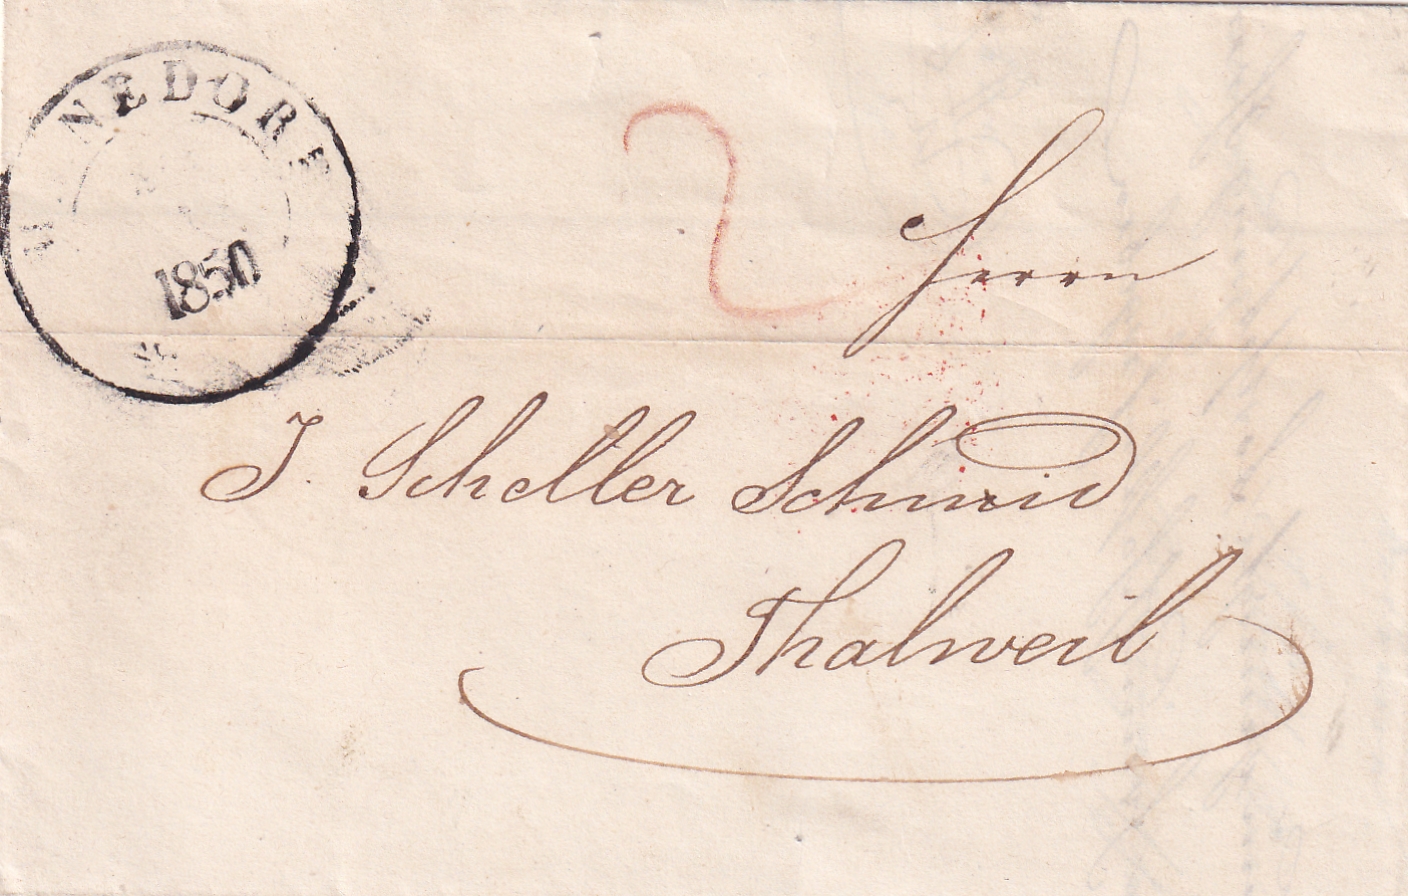 M NEDORF
1850
2
Herrn
J. Scheller Schmid
Thalweil